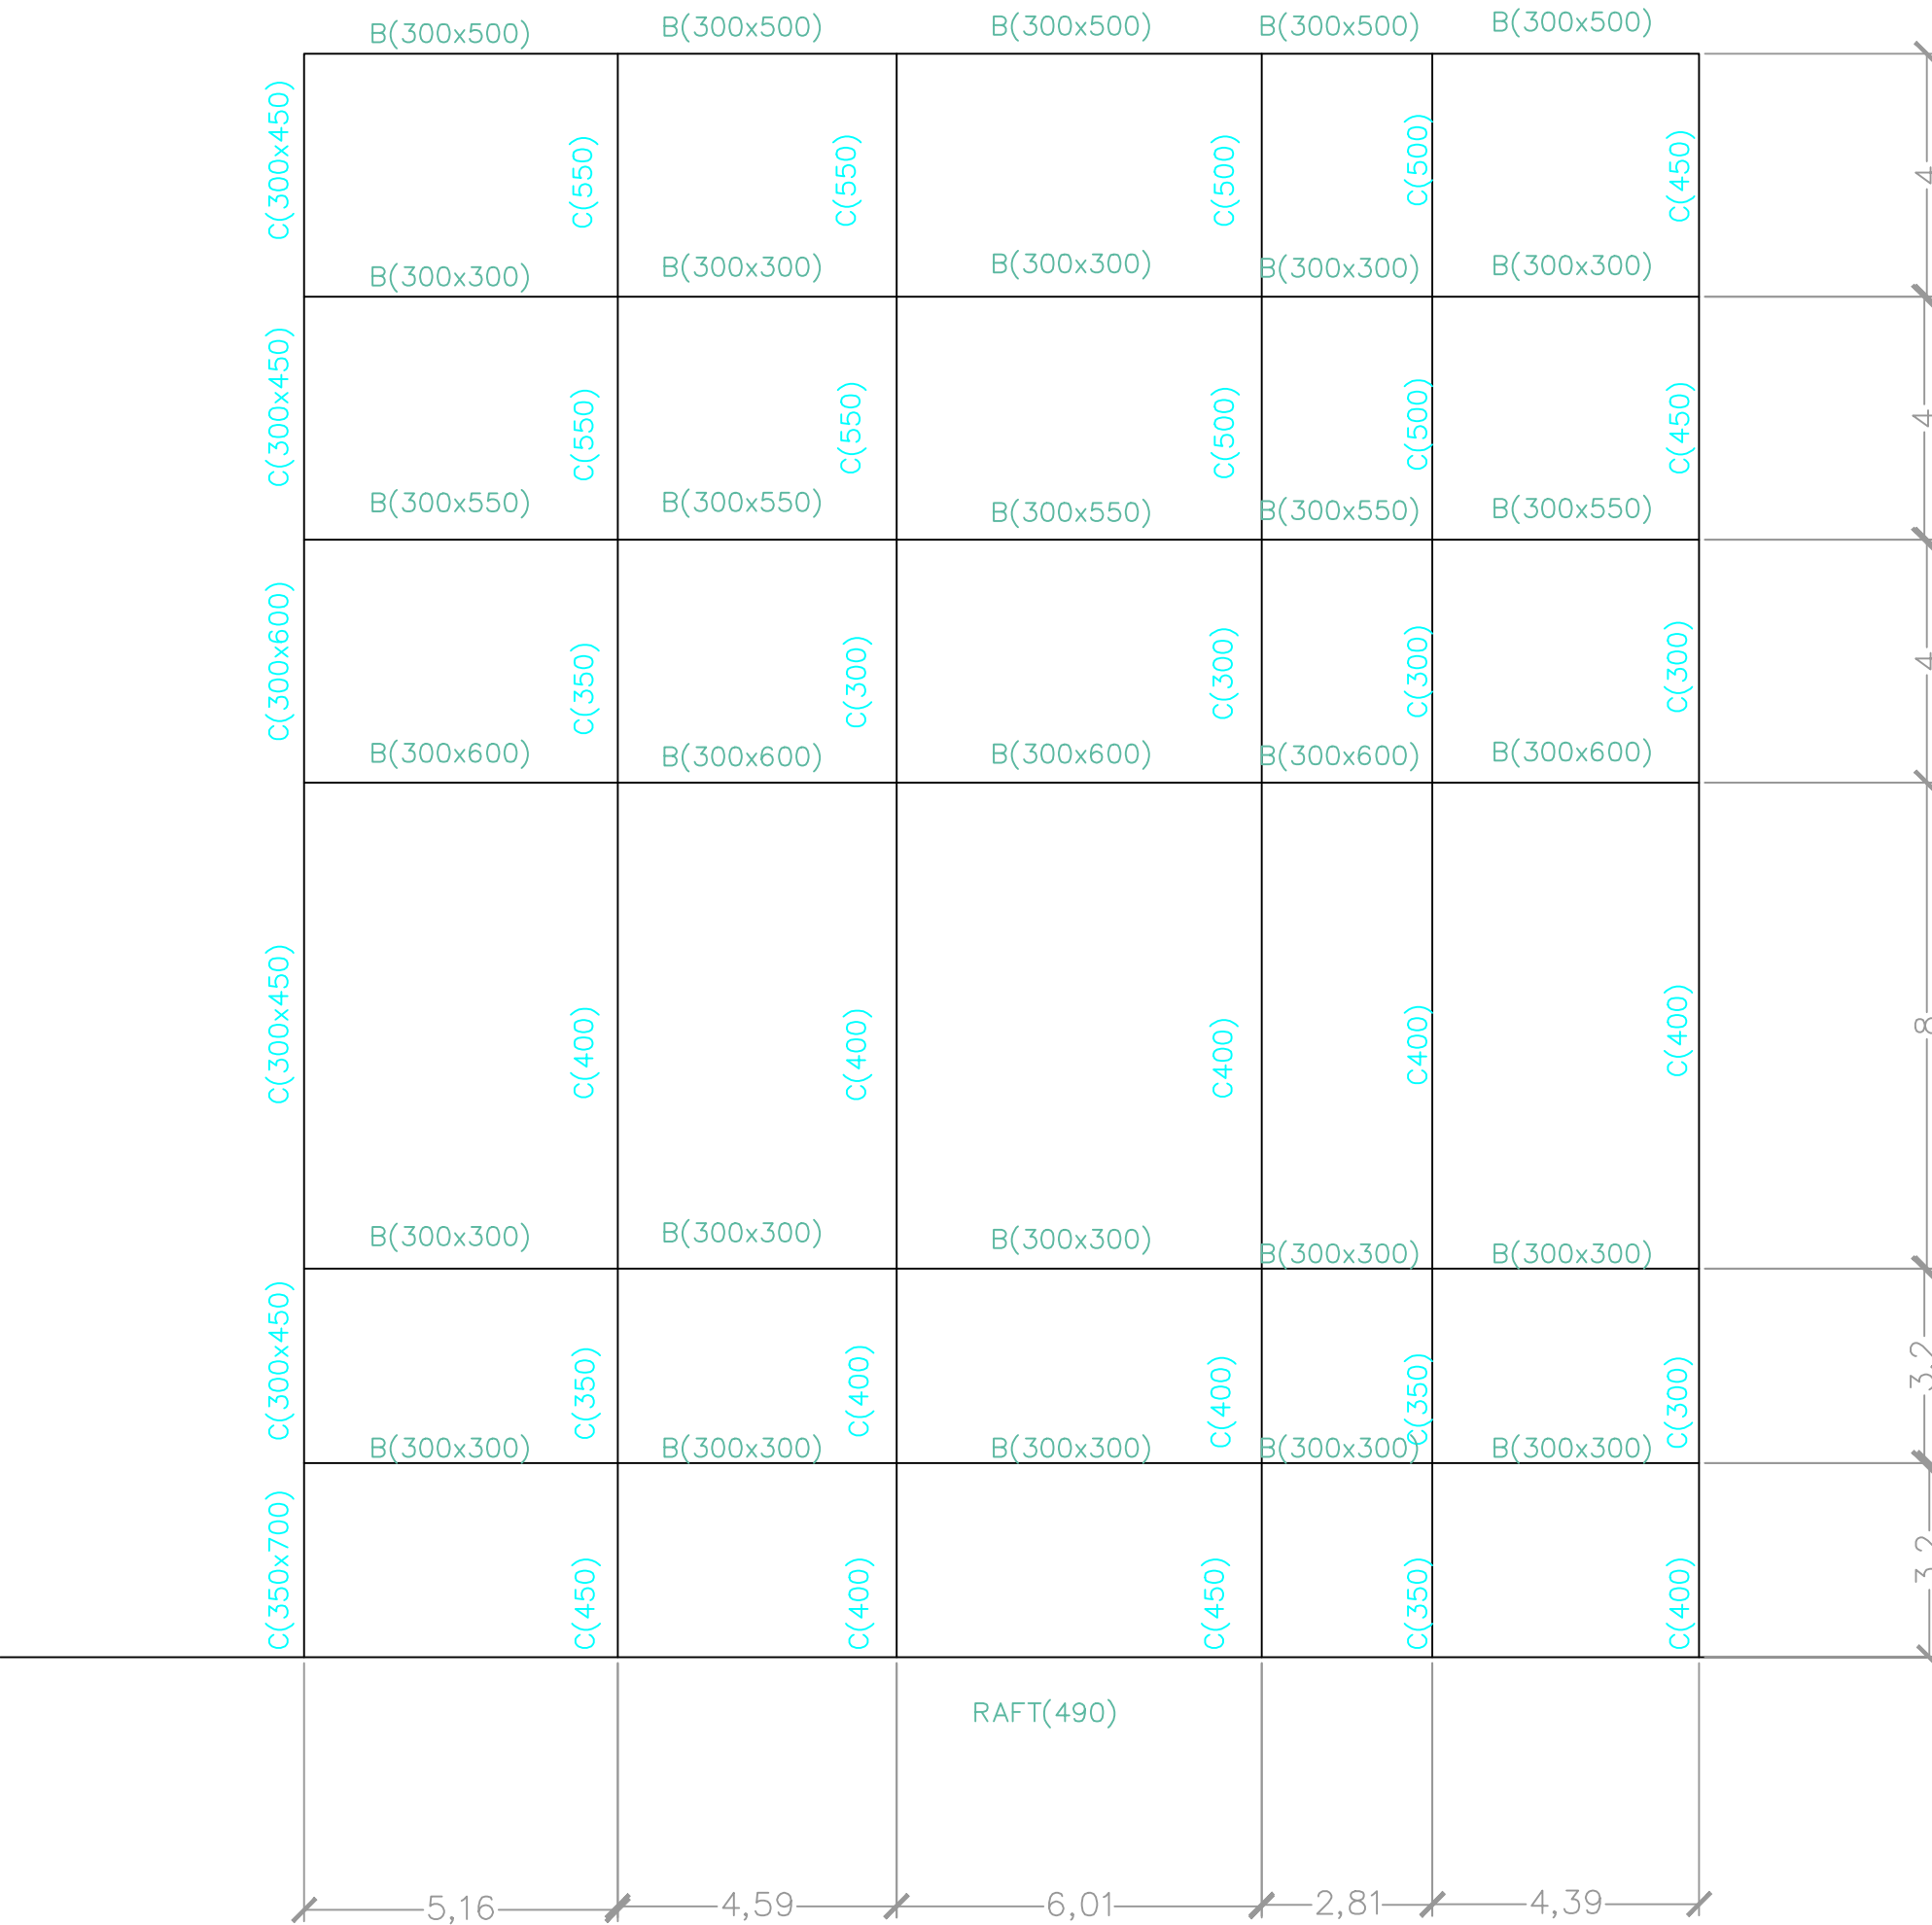 B(300x500) B(300x500) B(300x500) B(300x500) B(300x500)
C(300x450) C(550) C(550) C(500) C(500) C(450) 4
B(300x300) B(300x300) B(300x300) B(300x300) B(300x300)
C(300x450) C(550) C(550) C(500) C(500) C(450) 4
B(300x550) B(300x550) B(300x550) B(300x550) B(300x550)
C(300x600) C(350) C(300) C(300) C(300) C(300) 4
B(300x600) B(300x600) B(300x600) B(300x600) B(300x600)
C(300x450) C(400) C(400) C400) C400) C(400) 8
B(300x300) B(300x300) B(300x300) B(300x300) B(300x300)
C(300x450) C(350) C(400) C(400) C(350) C(300) 3,2
B(300x300) B(300x300) B(300x300) B(300x300) B(300x300)
C(350x700) C(450) C(400) C(450) C(350) C(400) 3,2
RAFT(490)
5,16 4,59 6,01 2,81 4,39